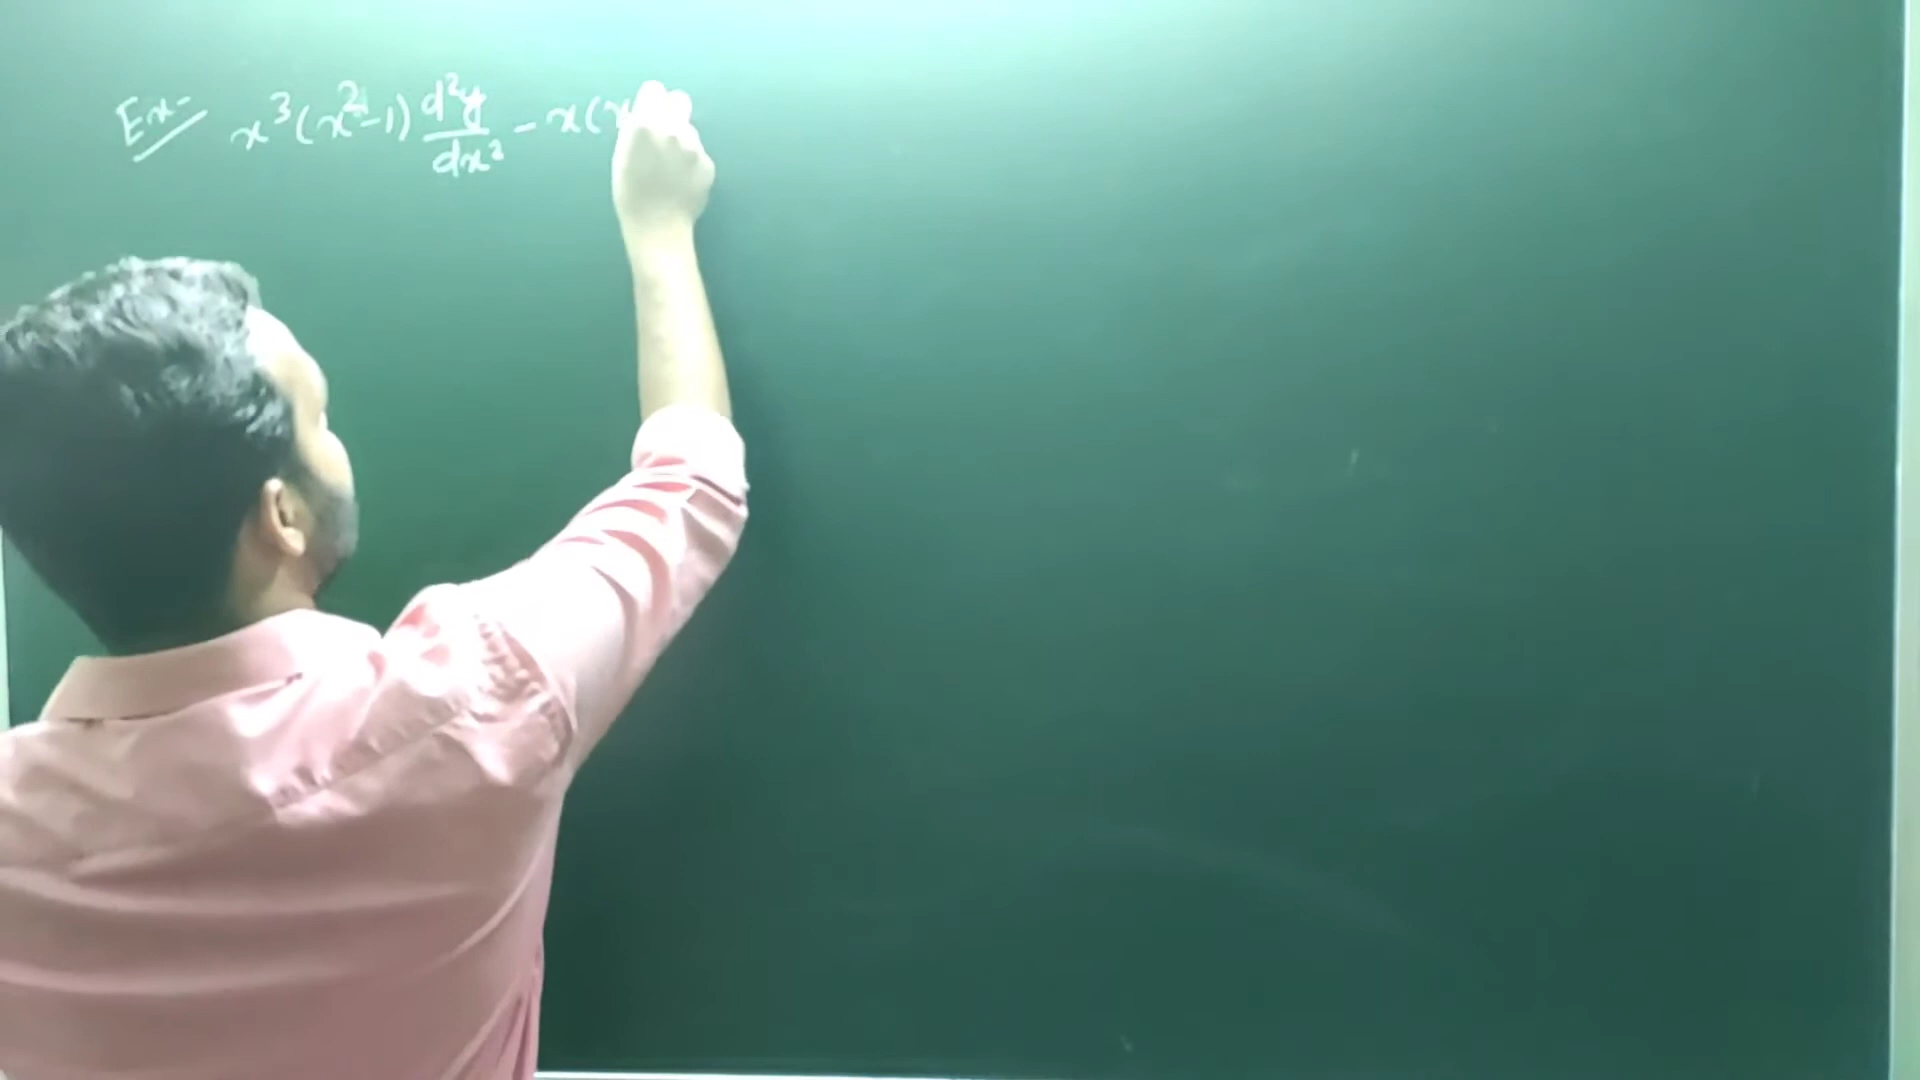 Ex- x³(x²-1) d²y/dx² - x(x